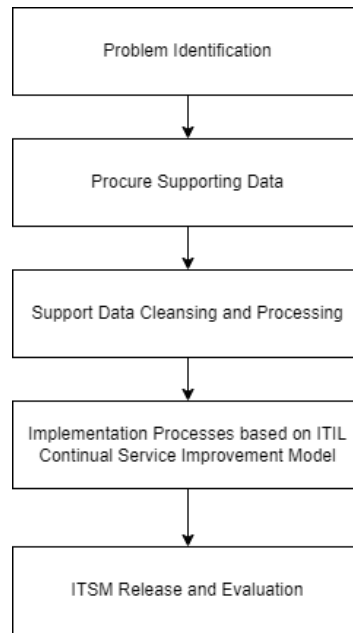 Problem Identification
Procure Supporting Data
Support Data Cleansing and Processing
Implementation Processes based on ITIL
Continual Service Improvement Model
ITSM Release and Evaluation